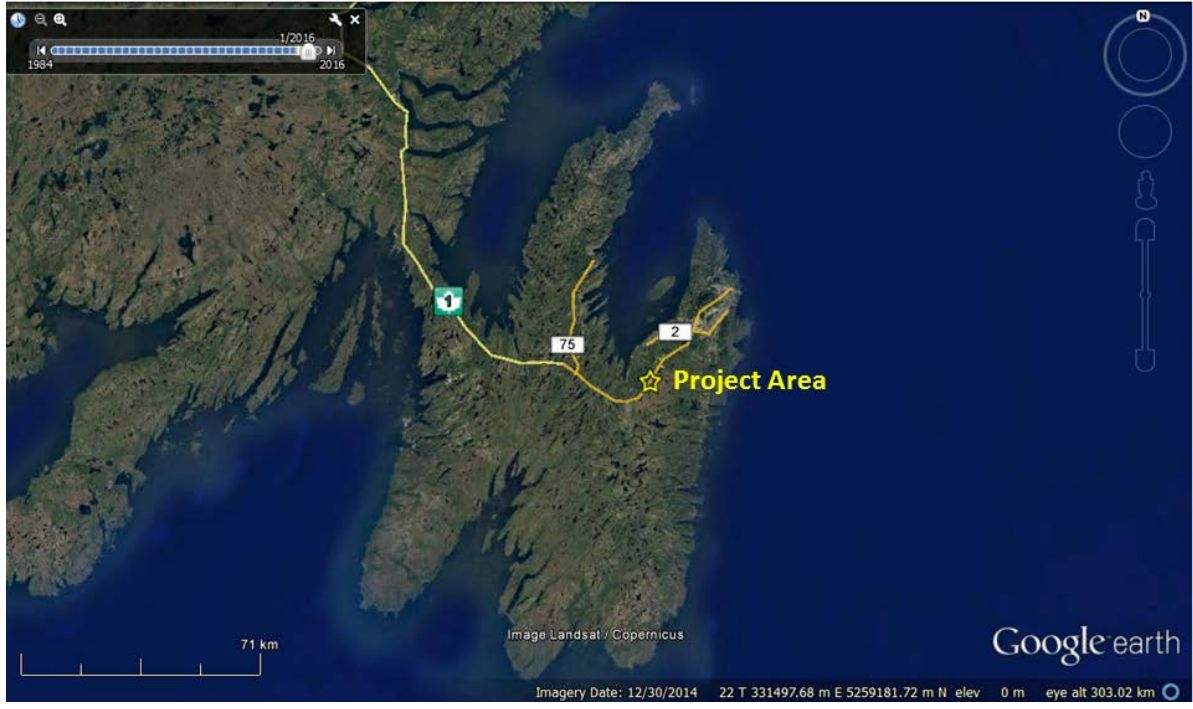 N
1/2016
1984
2016
1
75
2
Project Area
71 km
Image Landsat / Copernicus
Google earth
Imagery Date: 12/30/2014 22 T 331497.68 m E 5259181.72 m N elev 0 m eye alt 303.02 km